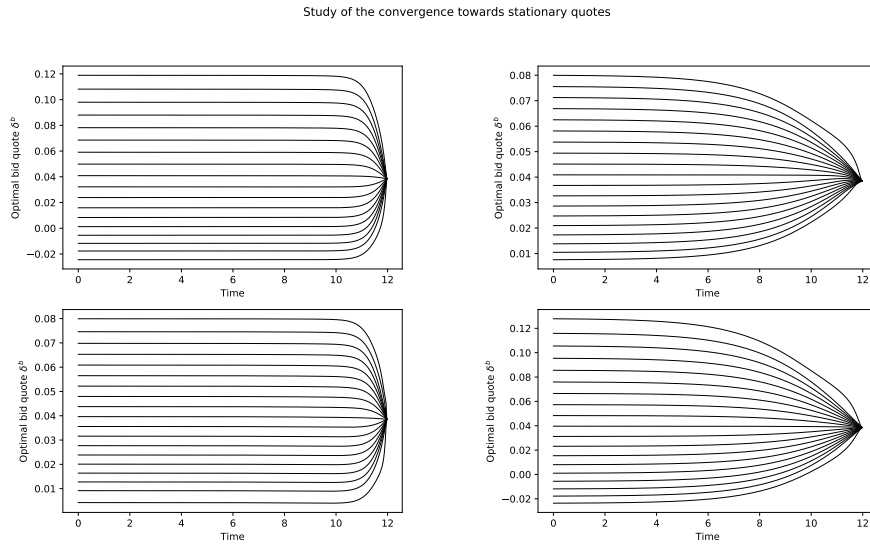 Study of the convergence towards stationary quotes
Optimal bid quote δᵇ
0.12
0.10
0.08
0.06
0.04
0.02
0.00
−0.02
0 2 4 6 8 10 12
Time
Optimal bid quote δᵇ
0.08
0.07
0.06
0.05
0.04
0.03
0.02
0.01
0 2 4 6 8 10 12
Time
Optimal bid quote δᵇ
0.08
0.07
0.06
0.05
0.04
0.03
0.02
0.01
0 2 4 6 8 10 12
Time
Optimal bid quote δᵇ
0.12
0.10
0.08
0.06
0.04
0.02
0.00
−0.02
0 2 4 6 8 10 12
Time